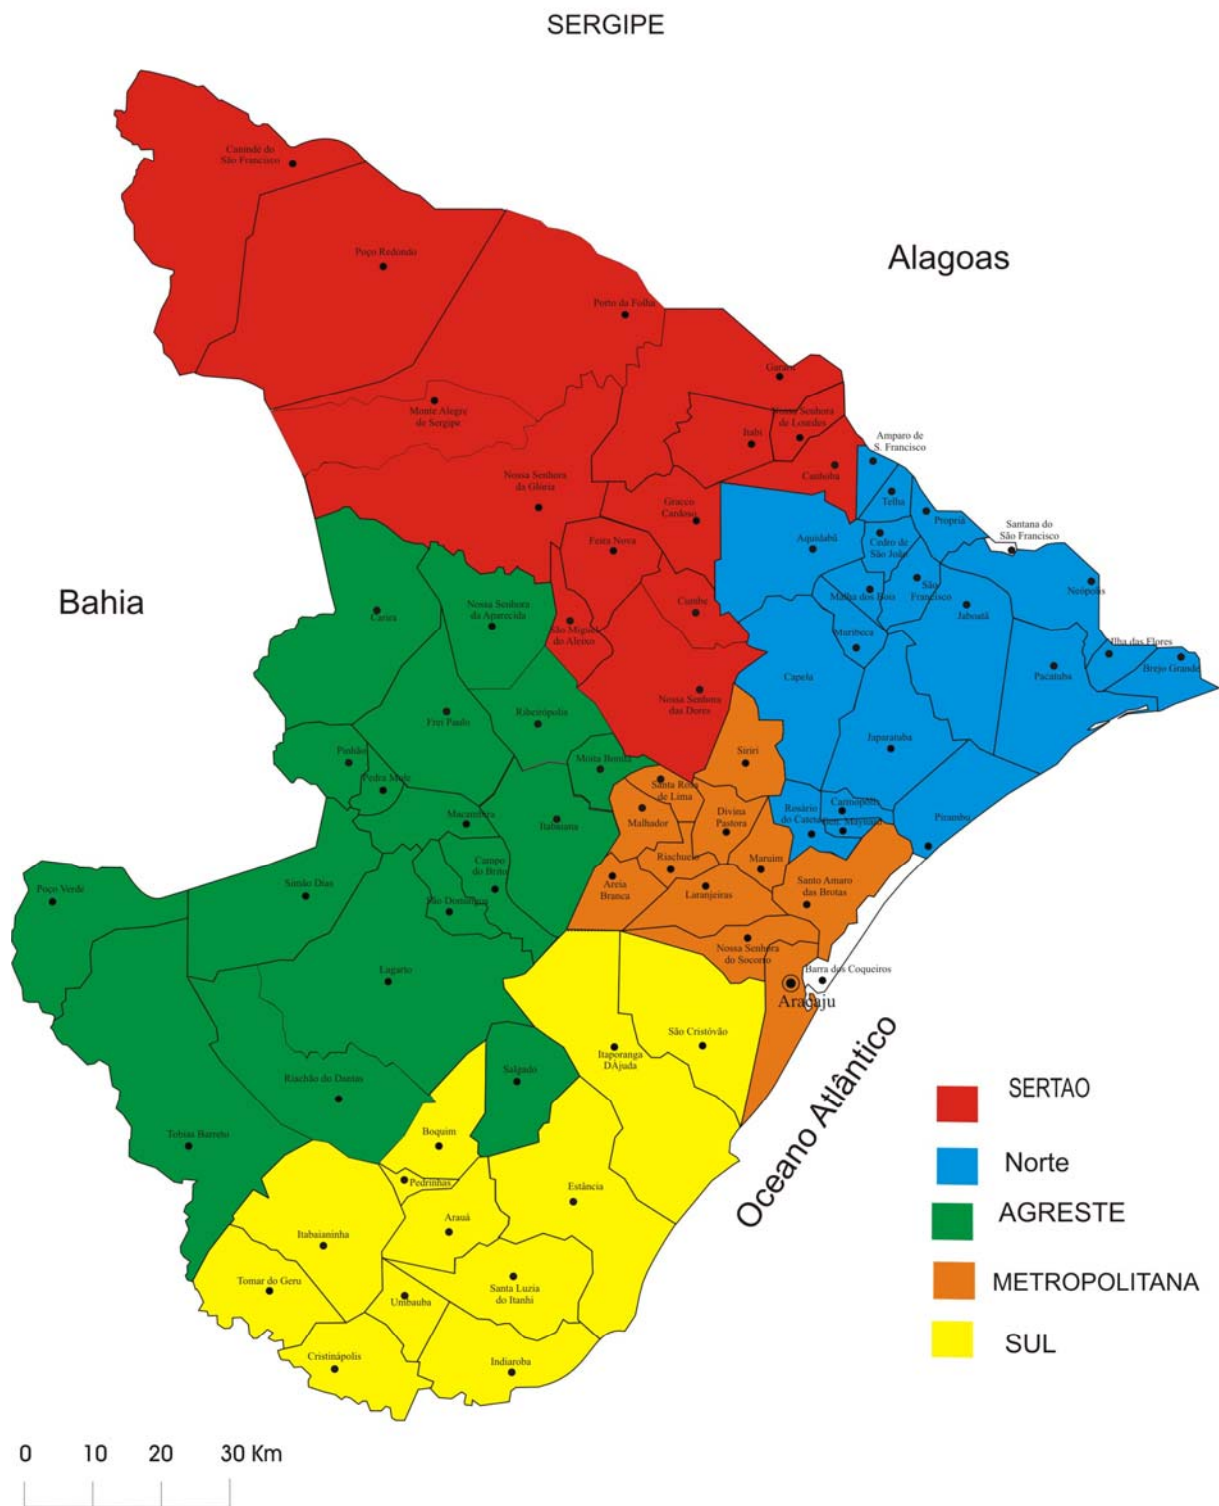 SERGIPE
Canindé do
São Francisco
Poço Redondo
Alagoas
Porto da Folha
Gararu
Monte Alegre
de Sergipe
Nossa Senhora
de Lourdes
Itabi
Amparo de
S. Francisco
Canhoba
Nossa Senhora
da Glória
Telha
Gracco
Cardoso
Propriá
Santana do
São Francisco
Feira Nova
Aquidabã
Cedro de
São João
Bahia
Nossa Senhora
da Aparecida
Carira
Cumbe
São Miguel
do Aleixo
Malha dos Bois
São
Francisco
Neópolis
Jaboatã
Muribeca
Ilha das Flores
Brejo Grande
Pacatuba
Capela
Nossa Senhora
das Dores
Frei Paulo
Ribeirópolis
Japaratuba
Pinhão
Moita Bonita
Siriri
Pedra Mole
Santa Rosa
de Lima
Macambira
Itabaiana
Malhador
Divina
Pastora
Rosário
do Catete
Carmópolis
Gen. Maynard
Pirambu
Poço Verde
Simão Dias
Campo
do Brito
São Domingos
Areia
Branca
Riachuelo
Maruim
Laranjeiras
Santo Amaro
das Brotas
Lagarto
Nossa Senhora
do Socorro
Barra dos Coqueiros
Aracaju
São Cristóvão
Itaporanga
DAjuda
Oceano Atlântico
Riachão do Dantas
Salgado
Tobias Barreto
Boquim
Pedrinhas
Estância
Arauá
Itabaianinha
Tomar do Geru
Umbauba
Santa Luzia
do Itanhi
Cristinápolis
Indiaroba
SERTAO
Norte
AGRESTE
METROPOLITANA
SUL
0 10 20 30 Km